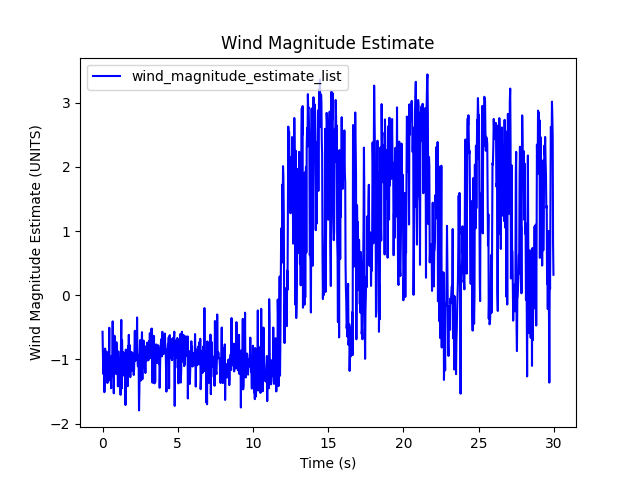 Wind Magnitude Estimate
wind_magnitude_estimate_list
Wind Magnitude Estimate (UNITS)
3
2
1
0
−1
−2
0 5 10 15 20 25 30
Time (s)